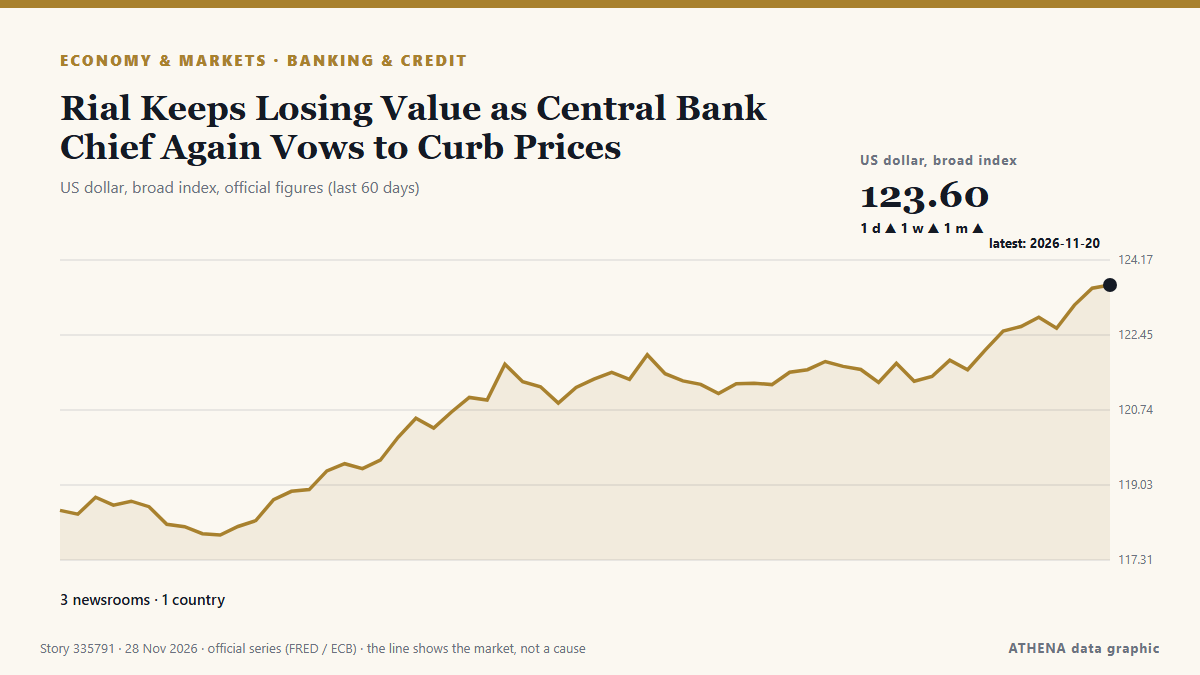 ECONOMY & MARKETS · BANKING & CREDIT
Rial Keeps Losing Value as Central Bank
Chief Again Vows to Curb Prices
US dollar, broad index, official figures (last 60 days)
US dollar, broad index
123.60
1 d ▲ 1 w ▲ 1 m ▲
latest: 2026-11-20
124.17
122.45
120.74
119.03
117.31
3 newsrooms · 1 country
Story 335791 · 28 Nov 2026 · official series (FRED / ECB) · the line shows the market, not a cause
ATHENA data graphic